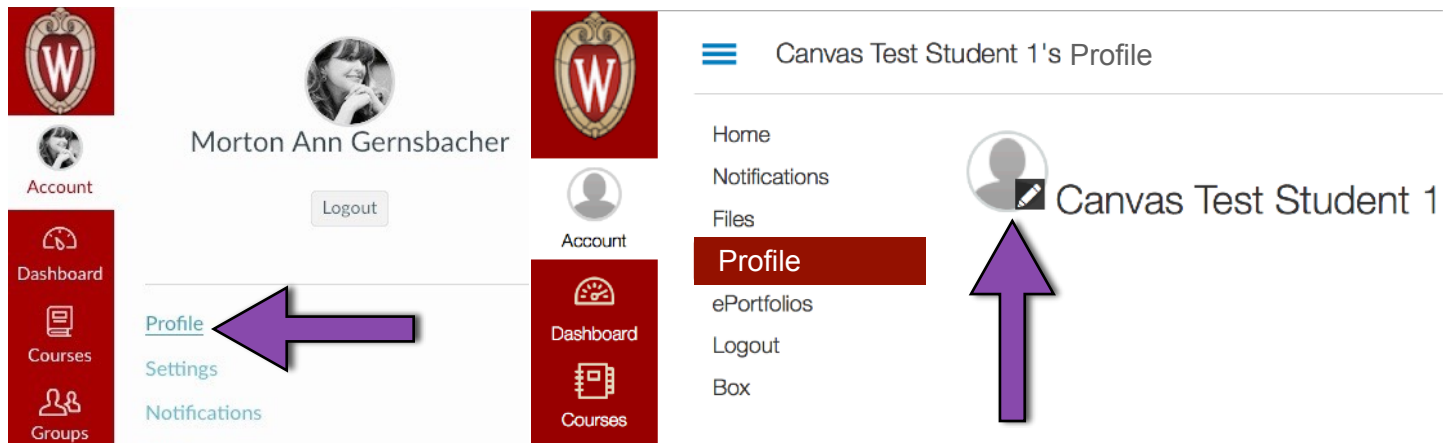 W
Morton Ann Gernsbacher
Account
Logout
Dashboard
Profile
Courses
Settings
Groups
Notifications
W
Canvas Test Student 1's Profile
Account
Home
Notifications
Files
Profile
ePortfolios
Logout
Box
Canvas Test Student 1
Dashboard
Courses